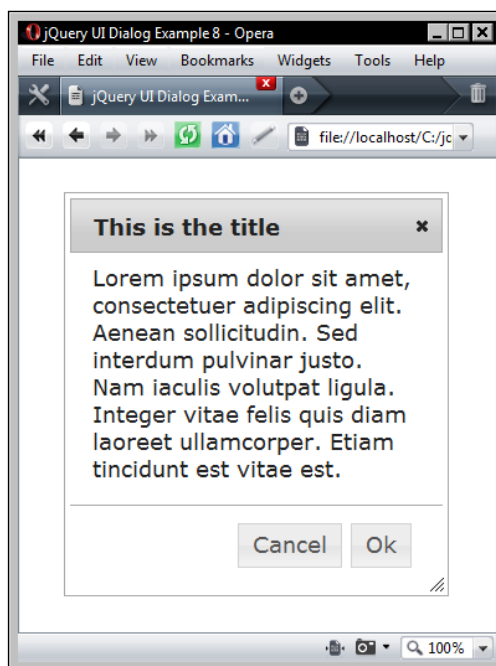 jQuery UI Dialog Example 8 - Opera
File Edit View Bookmarks Widgets Tools Help
jQuery UI Dialog Exam...
file://localhost/C:/jc
This is the title
Lorem ipsum dolor sit amet,
consectetuer adipiscing elit.
Aenean sollicitudin. Sed
interdum pulvinar justo.
Nam iaculis volutpat ligula.
Integer vitae felis quis diam
laoreet ullamcorper. Etiam
tincidunt est vitae est.
Cancel Ok
100%